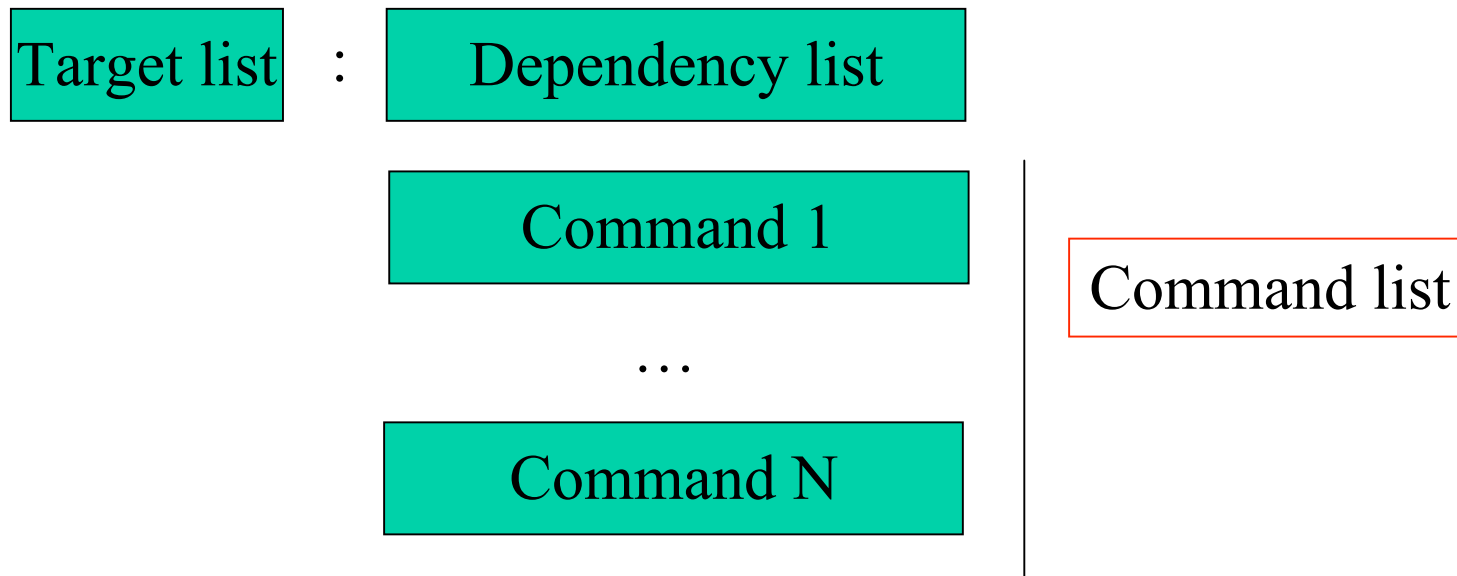 Target list : Dependency list
Command 1
Command list
…
Command N